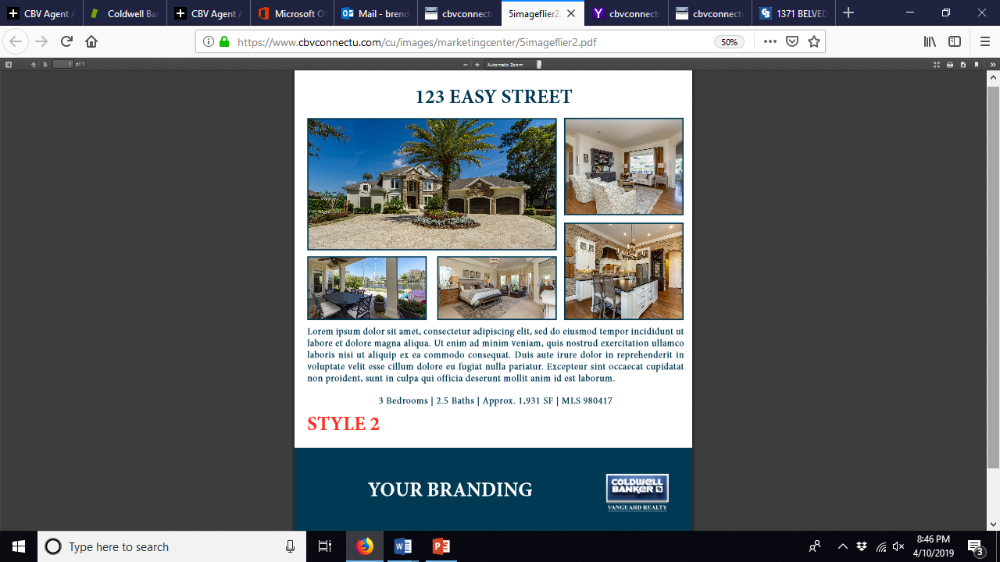 CBV Agent A
Coldwell Ba
CBV Agent A
Microsoft O
Mail - brend
cbvconnect
5imageflier2.
cbvconnect
cbvconnect
1371 BELVED
https://www.cbvconnectu.com/cu/images/marketingcenter/5imageflier2.pdf
50%
1 of 1
Automatic Zoom
123 EASY STREET
Lorem ipsum dolor sit amet, consectetur adipiscing elit, sed do eiusmod tempor incididunt ut
labore et dolore magna aliqua. Ut enim ad minim veniam, quis nostrud exercitation ullamco
laboris nisi ut aliquip ex ea commodo consequat. Duis aute irure dolor in reprehenderit in
voluptate velit esse cillum dolore eu fugiat nulla pariatur. Excepteur sint occaecat cupidatat
non proident, sunt in culpa qui officia deserunt mollit anim id est laborum.
3 Bedrooms | 2.5 Baths | Approx. 1,931 SF | MLS 980417
STYLE 2
YOUR BRANDING
COLDWELL
BANKER
VANGUARD REALTY
Type here to search
8:46 PM
4/10/2019
3